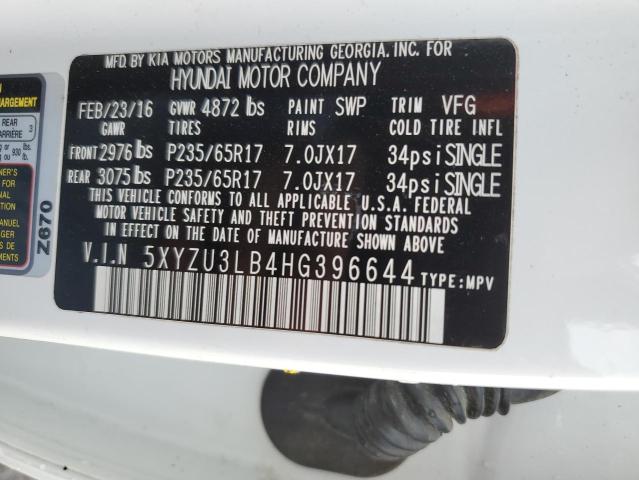 MFD. BY KIA MOTORS MANUFACTURING GEORGIA. INC. FOR
HYUNDAI MOTOR COMPANY
FEB/23/16 GVWR 4872 lbs PAINT SWP TRIM VFG
GAWR TIRES RIMS COLD TIRE INFL
FRONT 2976 lbs P235/65R17 7.0JX17 34psi SINGLE
REAR 3075 lbs P235/65R17 7.0JX17 34psi SINGLE
THIS VEHICLE CONFORMS TO ALL APPLICABLE U.S.A. FEDERAL
MOTOR VEHICLE SAFETY AND THEFT PREVENTION STANDARDS
IN EFFECT ON THE DATE OF MANUFACTURE SHOWN ABOVE.
V.I.N 5XYZU3LB4HG396644 TYPE:MPV
REAR 3
Z670